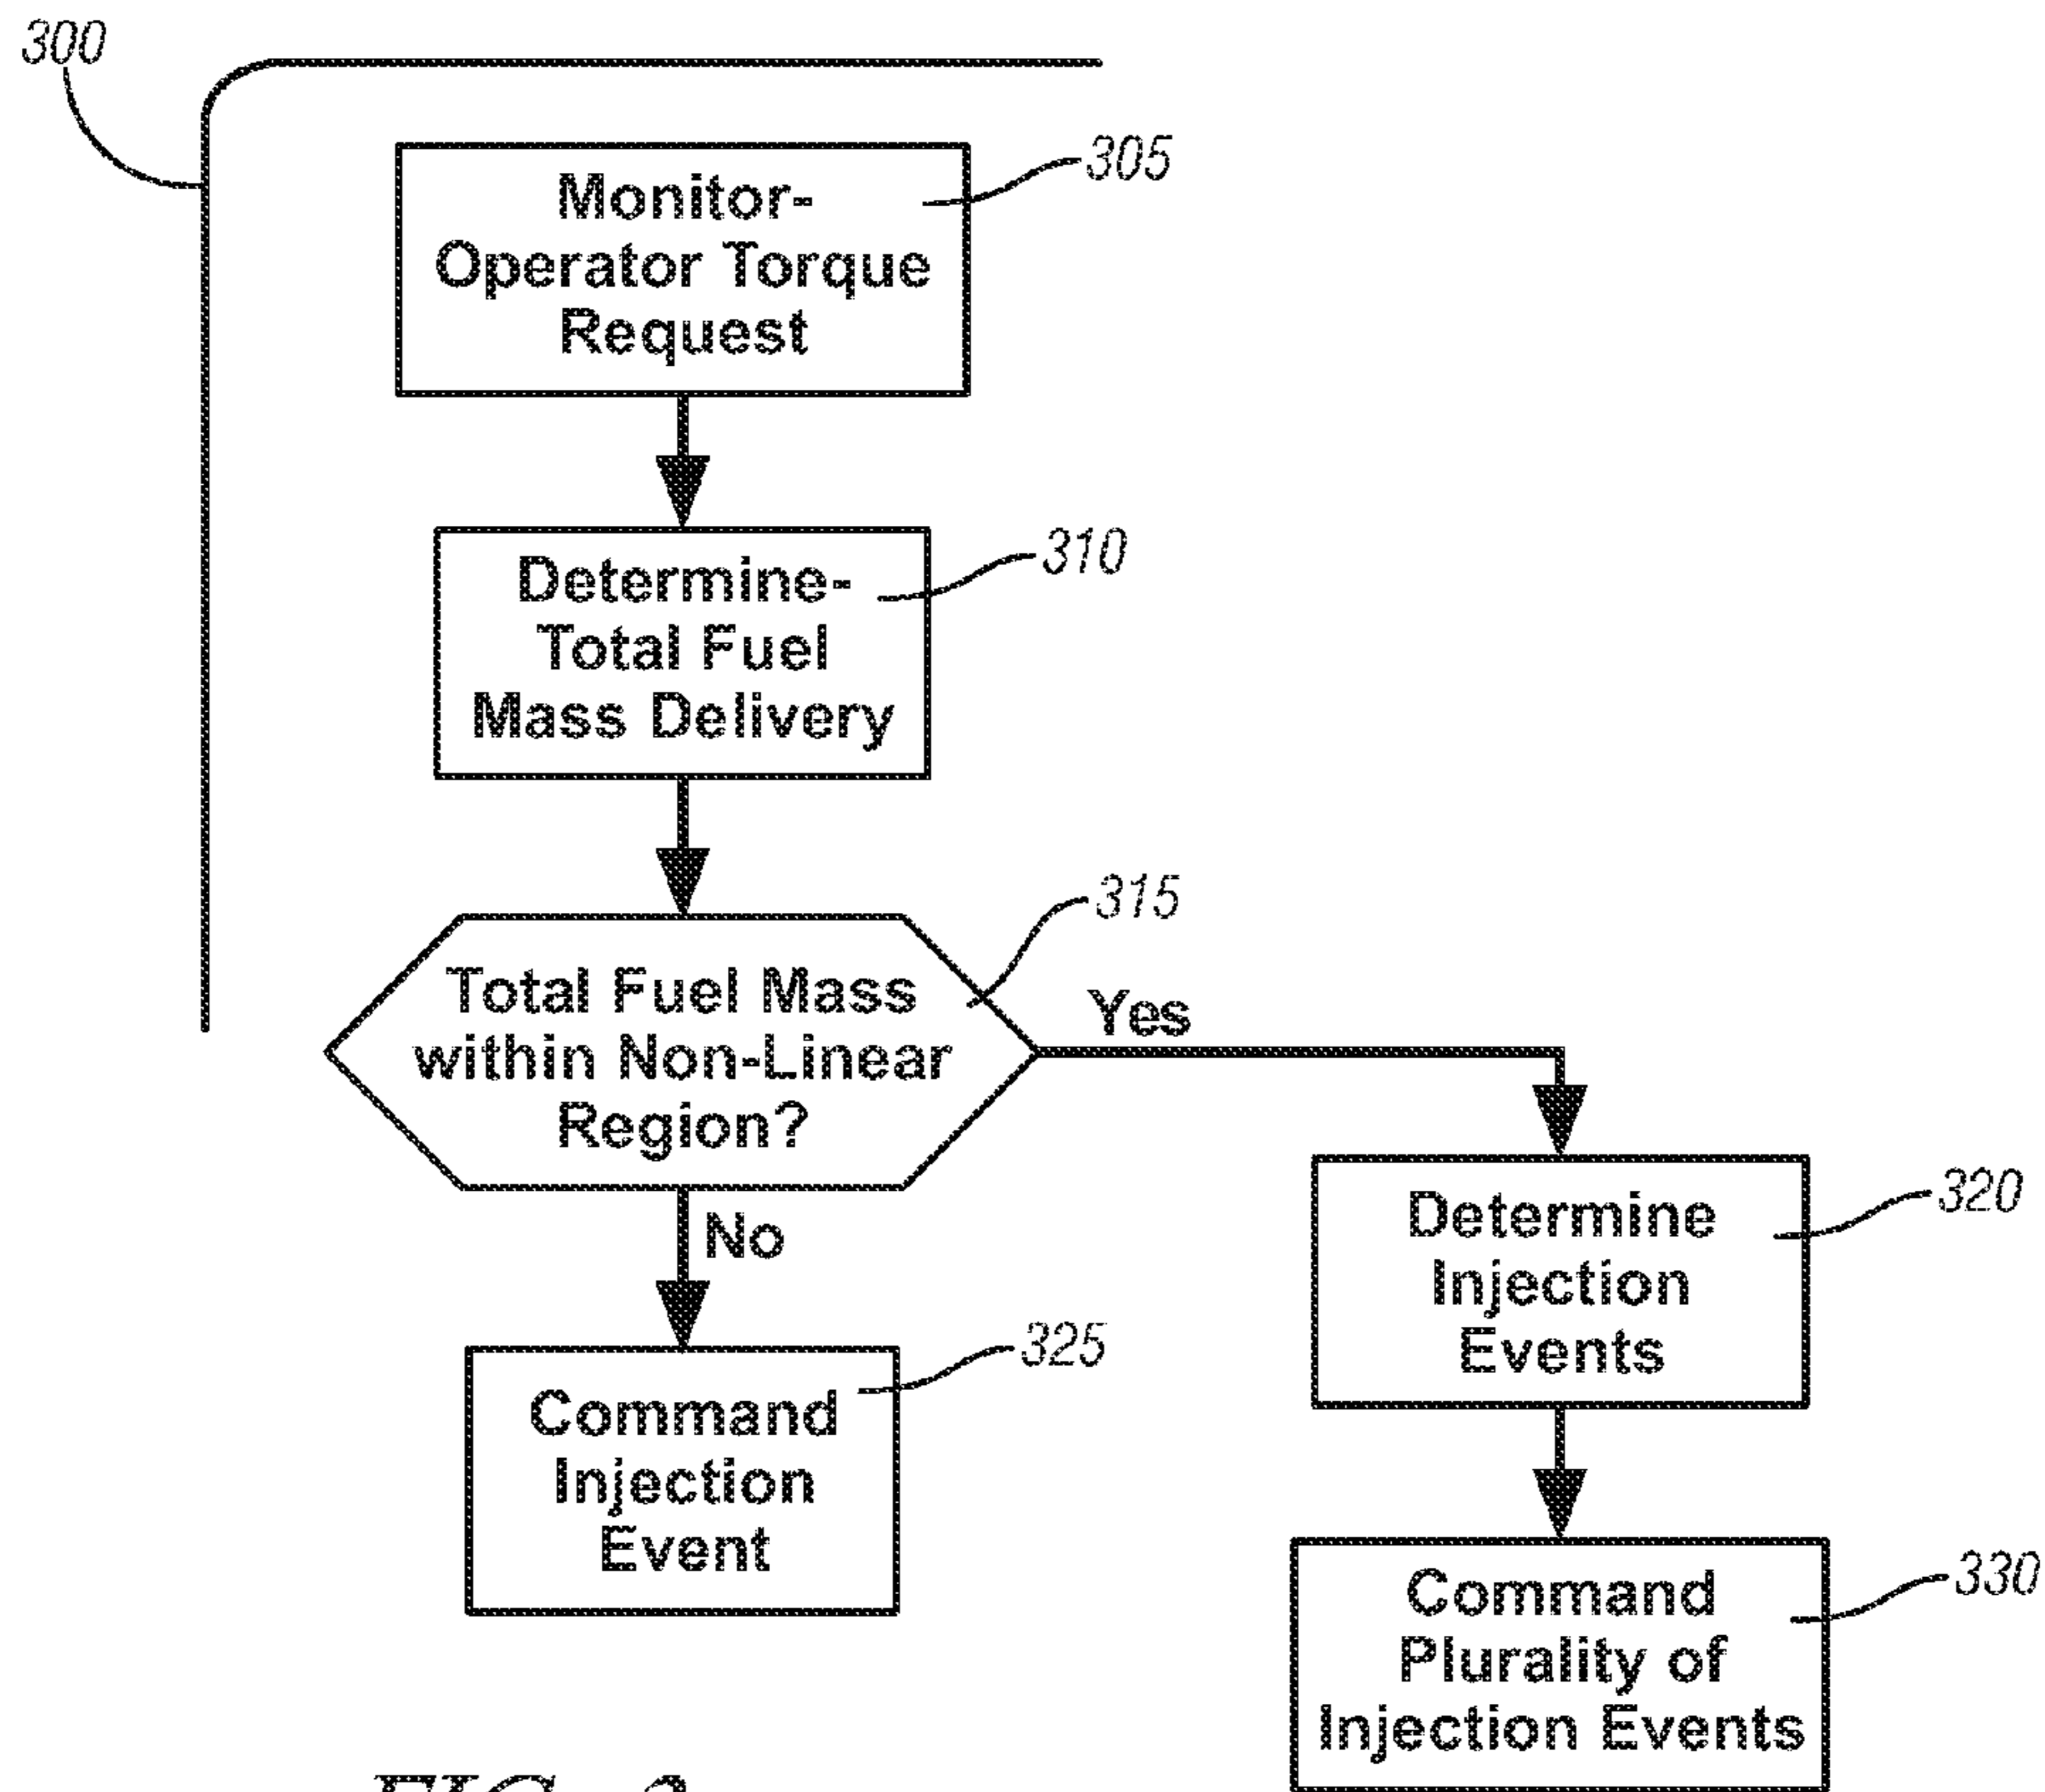 300
Monitor-
Operator Torque
Request
305
Determine-
Total Fuel
Mass Delivery
310
Total Fuel Mass
within Non-Linear
Region?
315
Yes
No
Determine
Injection
Events
320
Command
Injection
Event
325
Command
Plurality of
Injection Events
330